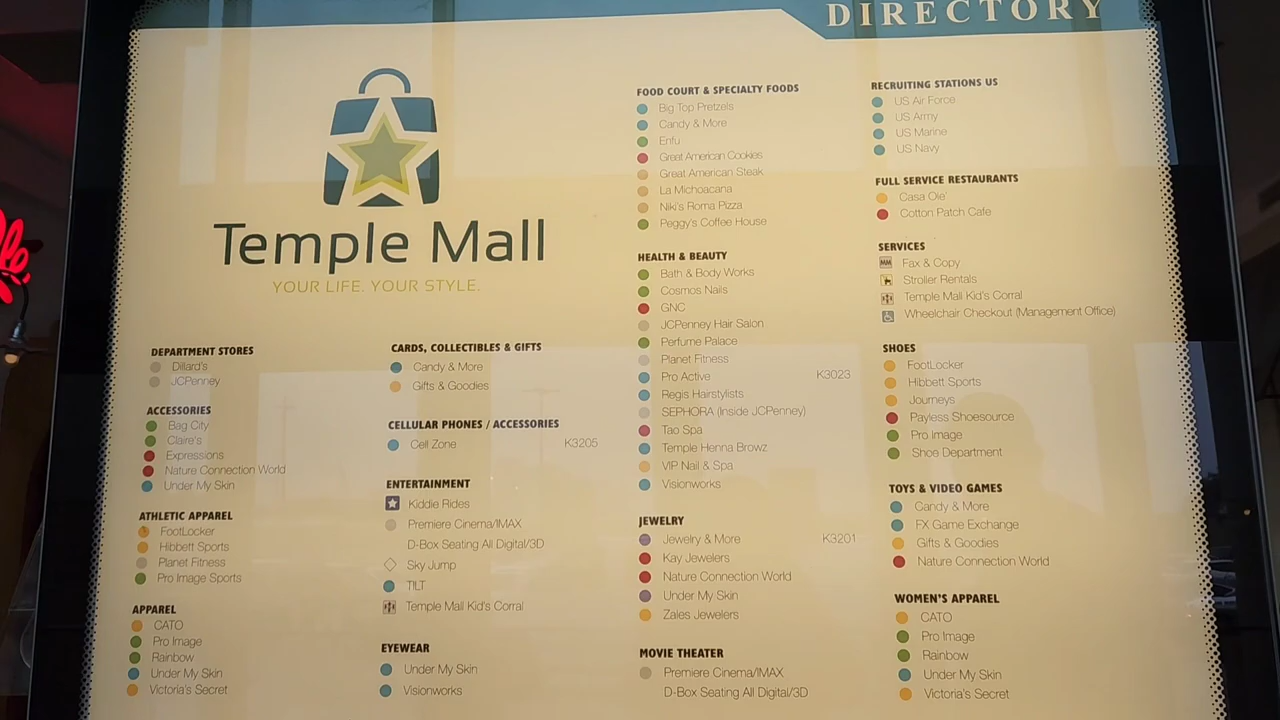 DIRECTORY
Temple Mall
YOUR LIFE. YOUR STYLE.
DEPARTMENT STORES
Dillard's
JCPenney
ACCESSORIES
Bag City
Claire's
Expressions
Nature Connection World
Under My Skin
ATHLETIC APPAREL
FootLocker
Hibbett Sports
Planet Fitness
Pro Image Sports
APPAREL
CATO
Pro Image
Rainbow
Under My Skin
Victoria's Secret
CARDS, COLLECTIBLES & GIFTS
Candy & More
Gifts & Goodies
CELLULAR PHONES / ACCESSORIES
Cell Zone K3205
ENTERTAINMENT
Kiddie Rides
Premiere Cinema/IMAX
D-Box Seating All Digital/3D
Sky Jump
TILT
Temple Mall Kid's Corral
EYEWEAR
Under My Skin
Visionworks
FOOD COURT & SPECIALTY FOODS
Big Top Pretzels
Candy & More
Enfu
Great American Cookies
Great American Steak
La Michoacana
Niki's Roma Pizza
Peggy's Coffee House
HEALTH & BEAUTY
Bath & Body Works
Cosmos Nails
GNC
JCPenney Hair Salon
Perfume Palace
Planet Fitness
Pro Active K3023
Regis Hairstylists
SEPHORA (Inside JCPenney)
Tao Spa
Temple Henna Browz
VIP Nail & Spa
Visionworks
JEWELRY
Jewelry & More K3201
Kay Jewelers
Nature Connection World
Under My Skin
Zales Jewelers
MOVIE THEATER
Premiere Cinema/IMAX
D-Box Seating All Digital/3D
RECRUITING STATIONS US
US Air Force
US Army
US Marine
US Navy
FULL SERVICE RESTAURANTS
Casa Ole'
Cotton Patch Cafe
SERVICES
Fax & Copy
Stroller Rentals
Temple Mall Kid's Corral
Wheelchair Checkout (Management Office)
SHOES
FootLocker
Hibbett Sports
Journeys
Payless Shoesource
Pro Image
Shoe Department
TOYS & VIDEO GAMES
Candy & More
FX Game Exchange
Gifts & Goodies
Nature Connection World
WOMEN'S APPAREL
CATO
Pro Image
Rainbow
Under My Skin
Victoria's Secret